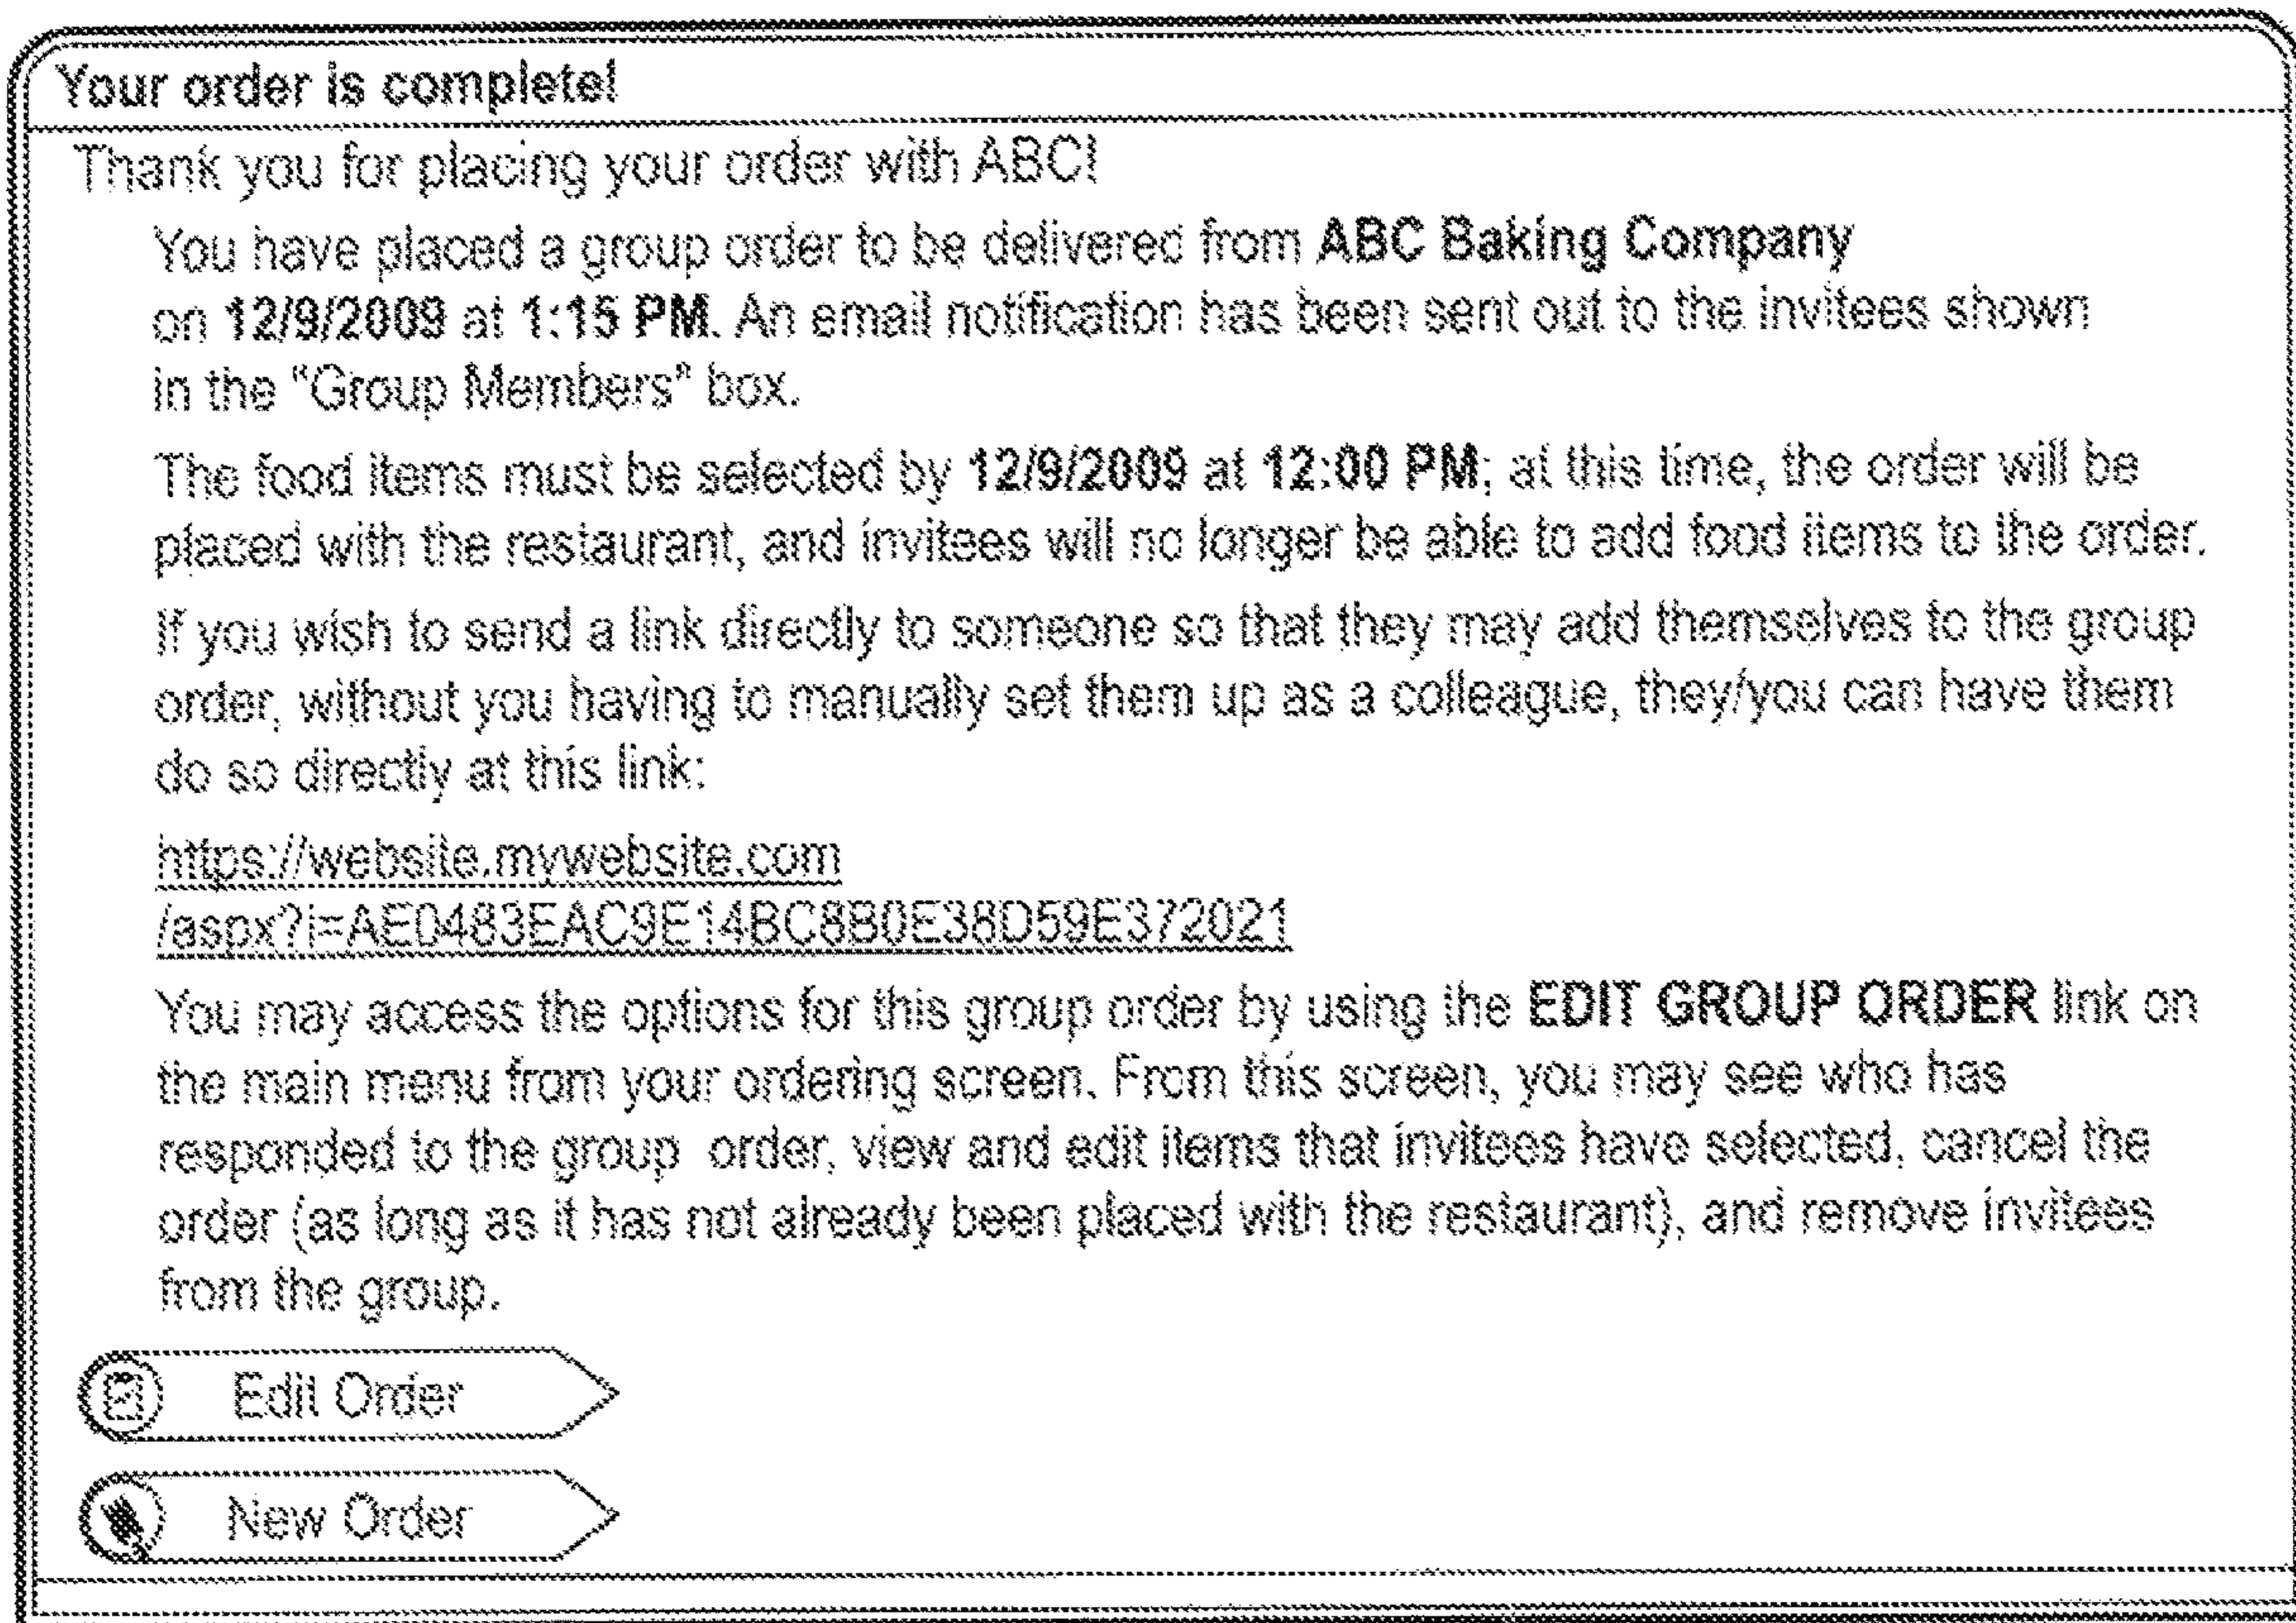 Your order is complete!
Thank you for placing your order with ABC!
You have placed a group order to be delivered from ABC Baking Company
on 12/9/2009 at 1:15 PM. An email notification has been sent out to the invitees shown
in the "Group Members" box.
The food items must be selected by 12/9/2009 at 12:00 PM; at this time, the order will be
placed with the restaurant, and invitees will no longer be able to add food items to the order.
If you wish to send a link directly to someone so that they may add themselves to the group
order, without you having to manually set them up as a colleague, they/you can have them
do so directly at this link:
https://website.mywebsite.com
/aspx?i=AE0483EAC9E14BC8B0E38D59E372021
You may access the options for this group order by using the EDIT GROUP ORDER link on
the main menu from your ordering screen. From this screen, you may see who has
responded to the group order, view and edit items that invitees have selected, cancel the
order (as long as it has not already been placed with the restaurant), and remove invitees
from the group.
Edit Order
New Order